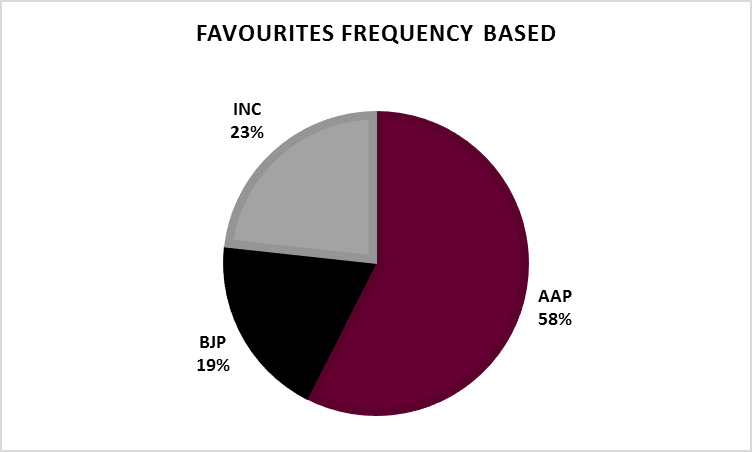 FAVOURITES FREQUENCY BASED
INC
23%
AAP
58%
BJP
19%